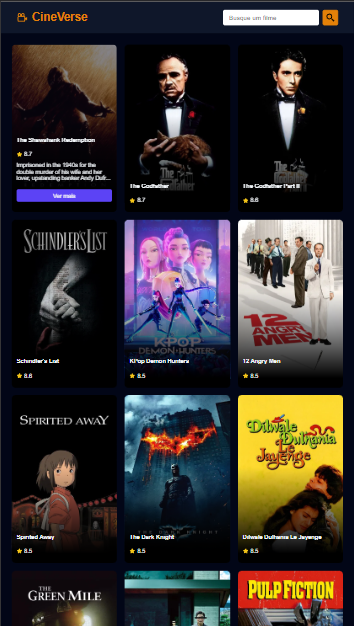 CineVerse
Busque um filme
The Shawshank Redemption
8.7
Imprisoned in the 1940s for the
double murder of his wife and her
lover, upstanding banker Andy Dufr...
Ver mais
The
Godfather
The Godfather
8.7
The
The Godfather Part II
8.6
SCHINDLER'S LIST
Schindler's List
8.6
KPOP
DEMON HUNTERS
KPop Demon Hunters
8.5
12
ANGRY
MEN
12 Angry Men
8.5
SPIRITED AWAY
Spirited Away
8.5
THE DARK KNIGHT
The Dark Knight
8.5
Dilwale
Dulhania
Le
Jayenge
Dilwale Dulhania Le Jayenge
8.5
THE
GREEN MILE
PULP FICTION